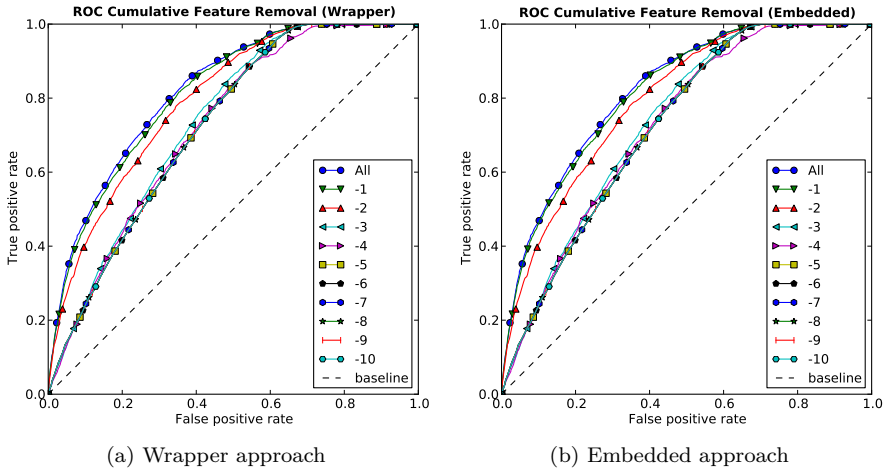 ROC Cumulative Feature Removal (Wrapper)
1.0
0.8
0.6
0.4
0.2
0.0
0.0 0.2 0.4 0.6 0.8 1.0
True positive rate
False positive rate
All
-1
-2
-3
-4
-5
-6
-7
-8
-9
-10
baseline
(a) Wrapper approach
ROC Cumulative Feature Removal (Embedded)
1.0
0.8
0.6
0.4
0.2
0.0
0.0 0.2 0.4 0.6 0.8 1.0
True positive rate
False positive rate
All
-1
-2
-3
-4
-5
-6
-7
-8
-9
-10
baseline
(b) Embedded approach